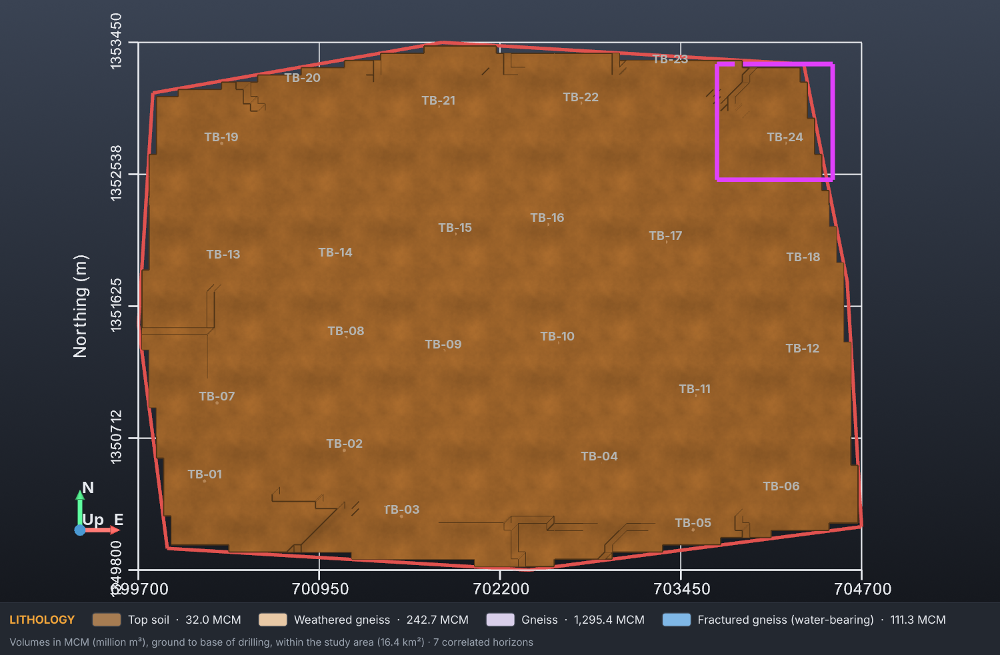 1353450
TB-23
TB-20
TB-21
TB-22
TB-19
TB-24
1352538
TB-16
TB-15
TB-17
TB-14
TB-13
TB-18
Northing (m)
1351625
TB-08
TB-10
TB-09
TB-12
TB-11
TB-07
1350712
TB-02
TB-04
TB-01
TB-06
N
TB-03
Up E
TB-05
699700 700950 702200 703450 704700
LITHOLOGY Top soil · 32.0 MCM Weathered gneiss · 242.7 MCM Gneiss · 1,295.4 MCM Fractured gneiss (water-bearing) · 111.3 MCM
Volumes in MCM (million m³), ground to base of drilling, within the study area (16.4 km²) · 7 correlated horizons